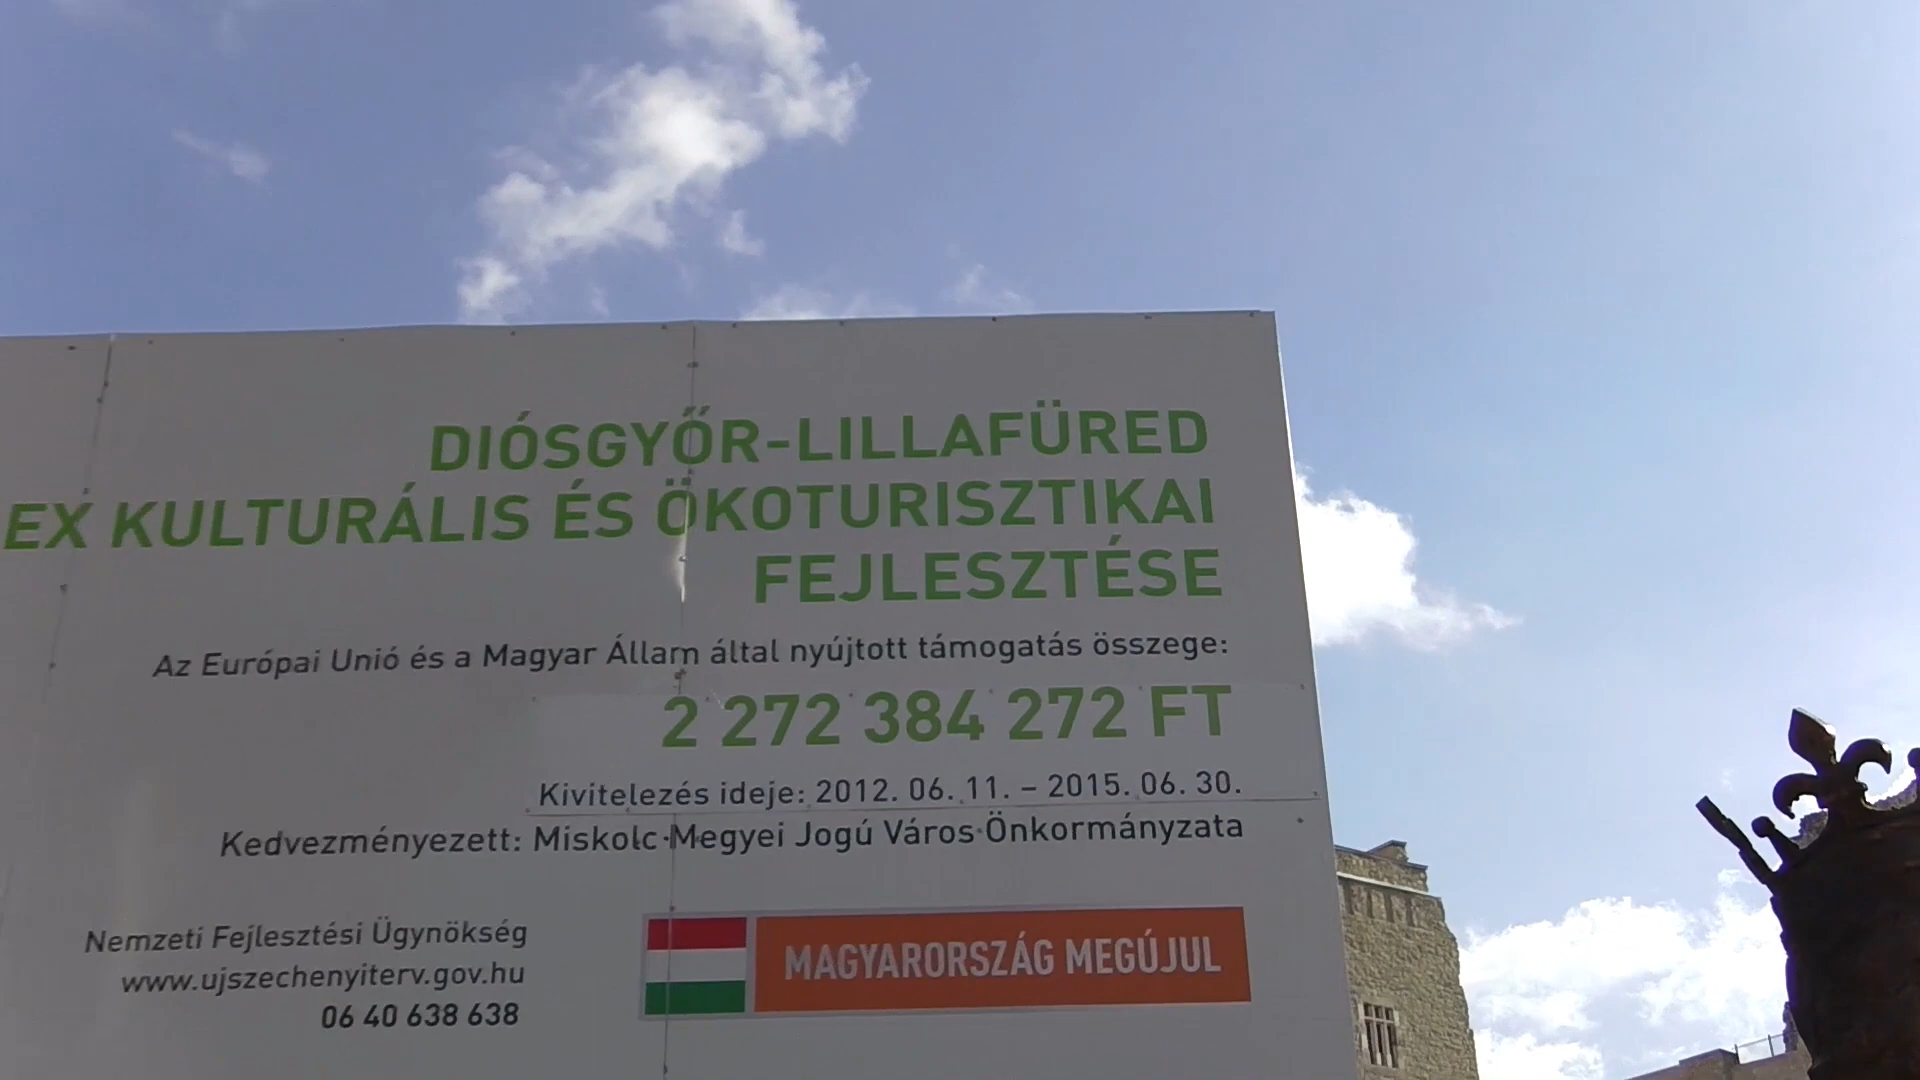 DIÓSGYŐR-LILLAFÜRED
EX KULTURÁLIS ÉS ÖKOTURISZTIKAI
FEJLESZTÉSE
Az Európai Unió és a Magyar Állam által nyújtott támogatás összege:
2 272 384 272 FT
Kivitelezés ideje: 2012. 06. 11. – 2015. 06. 30.
Kedvezményezett: Miskolc Megyei Jogú Város Önkormányzata
Nemzeti Fejlesztési Ügynökség
www.ujszechenyiterv.gov.hu
06 40 638 638
MAGYARORSZÁG MEGÚJUL